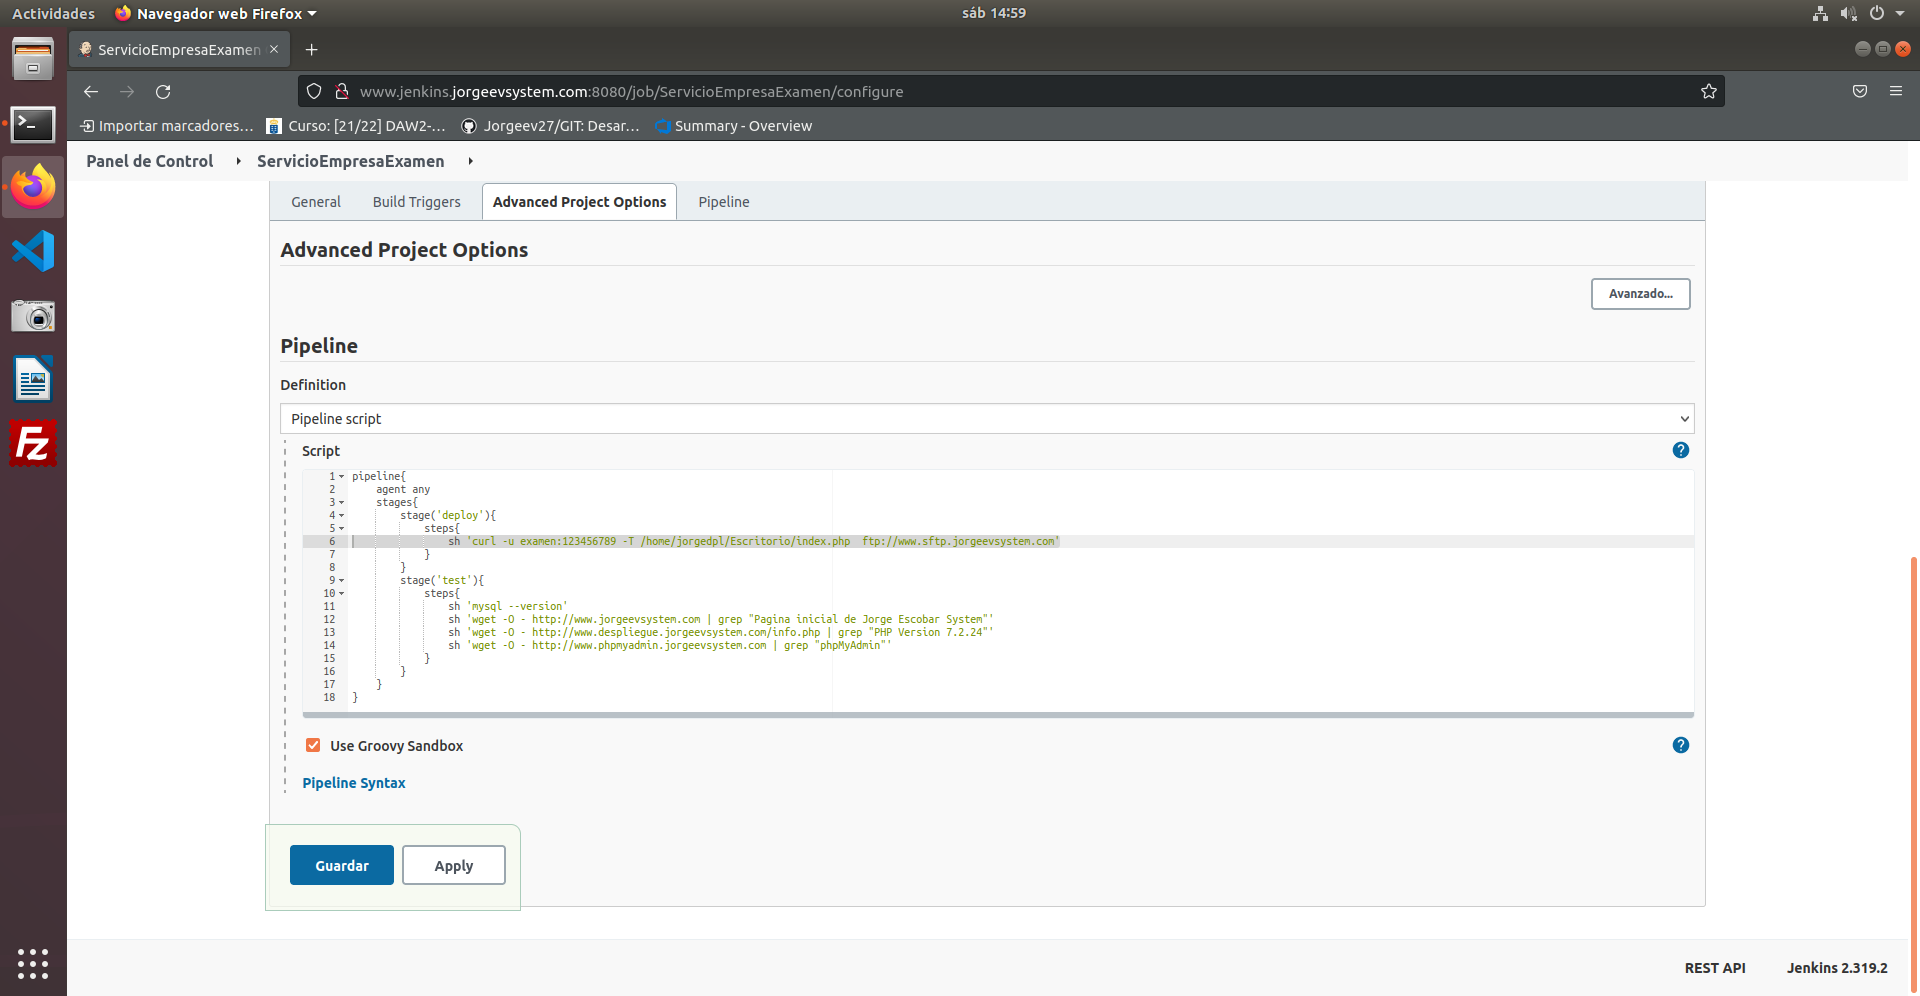 Actividades
Navegador web Firefox
sáb 14:59
ServicioEmpresaExamen
www.jenkins.jorgeevsystem.com:8080/job/ServicioEmpresaExamen/configure
Importar marcadores…
Curso: [21/22] DAW2-…
Jorgeev27/GIT: Desar…
Summary - Overview
Panel de Control
ServicioEmpresaExamen
General
Build Triggers
Advanced Project Options
Pipeline
Advanced Project Options
Avanzado...
Pipeline
Definition
Pipeline script
Script
?
1 pipeline{
2 agent any
3 stages{
4 stage('deploy'){
5 steps{
6 sh 'curl -u examen:123456789 -T /home/jorgedpl/Escritorio/index.php  ftp://www.sftp.jorgeevsystem.com'
7 }
8 }
9 stage('test'){
10 steps{
11 sh 'mysql --version'
12 sh 'wget -O - http://www.jorgeevsystem.com | grep "Pagina inicial de Jorge Escobar System"'
13 sh 'wget -O - http://www.despliegue.jorgeevsystem.com/info.php | grep "PHP Version 7.2.24"'
14 sh 'wget -O - http://www.phpmyadmin.jorgeevsystem.com | grep "phpMyAdmin"'
15 }
16 }
17 }
18 }
Use Groovy Sandbox
?
Pipeline Syntax
Guardar
Apply
REST API
Jenkins 2.319.2
Fz